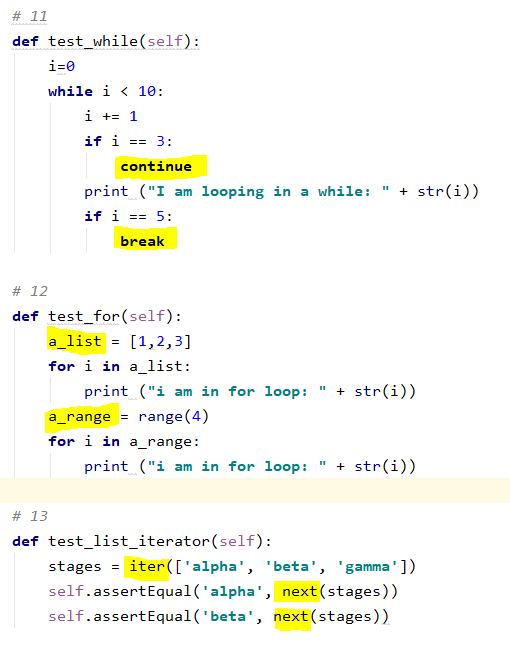 # 11
def test_while(self):
    i=0
    while i < 10:
        i += 1
        if i == 3:
            continue
        print ("I am looping in a while: " + str(i))
        if i == 5:
            break
# 12
def test_for(self):
    a_list = [1,2,3]
    for i in a_list:
        print ("i am in for loop: " + str(i))
    a_range = range(4)
    for i in a_range:
        print ("i am in for loop: " + str(i))
# 13
def test_list_iterator(self):
    stages = iter(['alpha', 'beta', 'gamma'])
    self.assertEqual('alpha', next(stages))
    self.assertEqual('beta', next(stages))